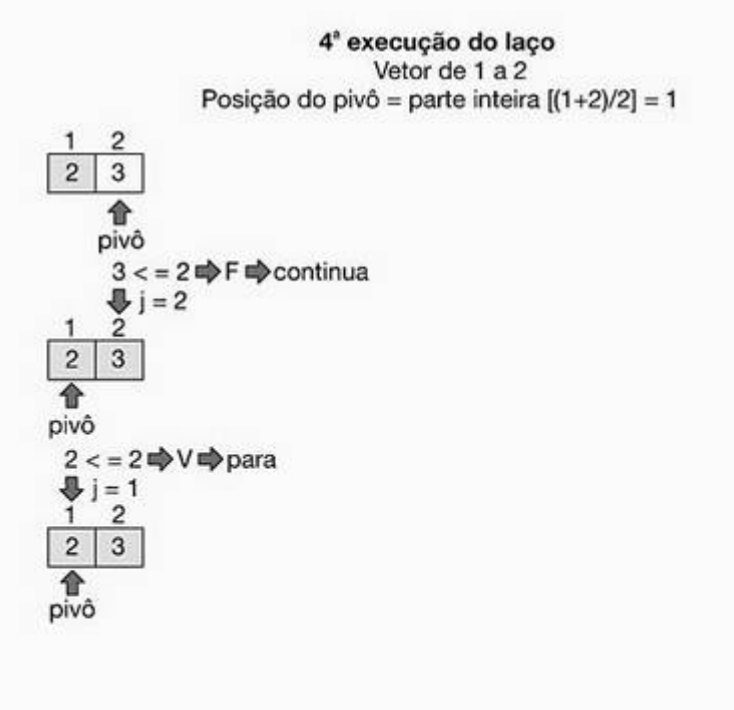 4ª execução do laço
Vetor de 1 a 2
Posição do pivô = parte inteira [(1+2)/2] = 1
1 2
2 3
pivô
3 < = 2 ➡ F ➡ continua
j = 2
1 2
2 3
pivô
2 < = 2 ➡ V ➡ para
j = 1
1 2
2 3
pivô